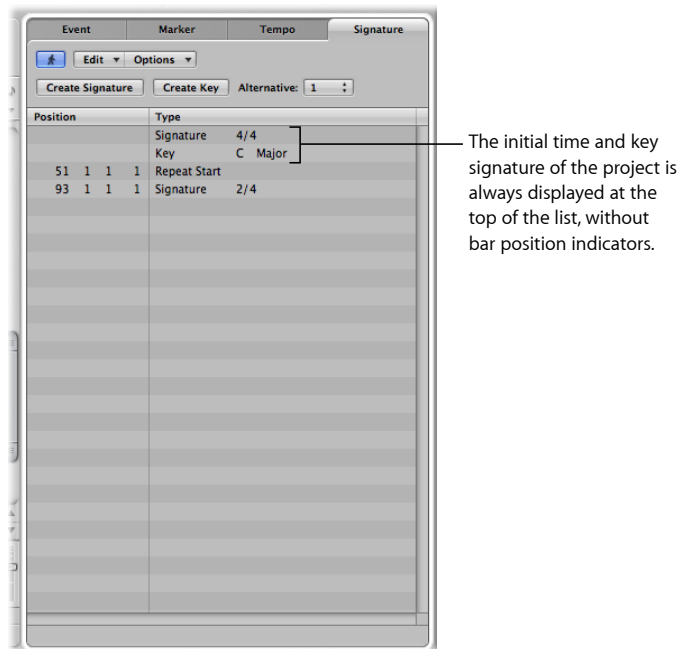 Event Marker Tempo Signature
Edit Options
Create Signature Create Key Alternative: 1
Position Type
Signature 4/4
Key C Major
51 1 1 1 Repeat Start
93 1 1 1 Signature 2/4
The initial time and key
signature of the project is
always displayed at the
top of the list, without
bar position indicators.